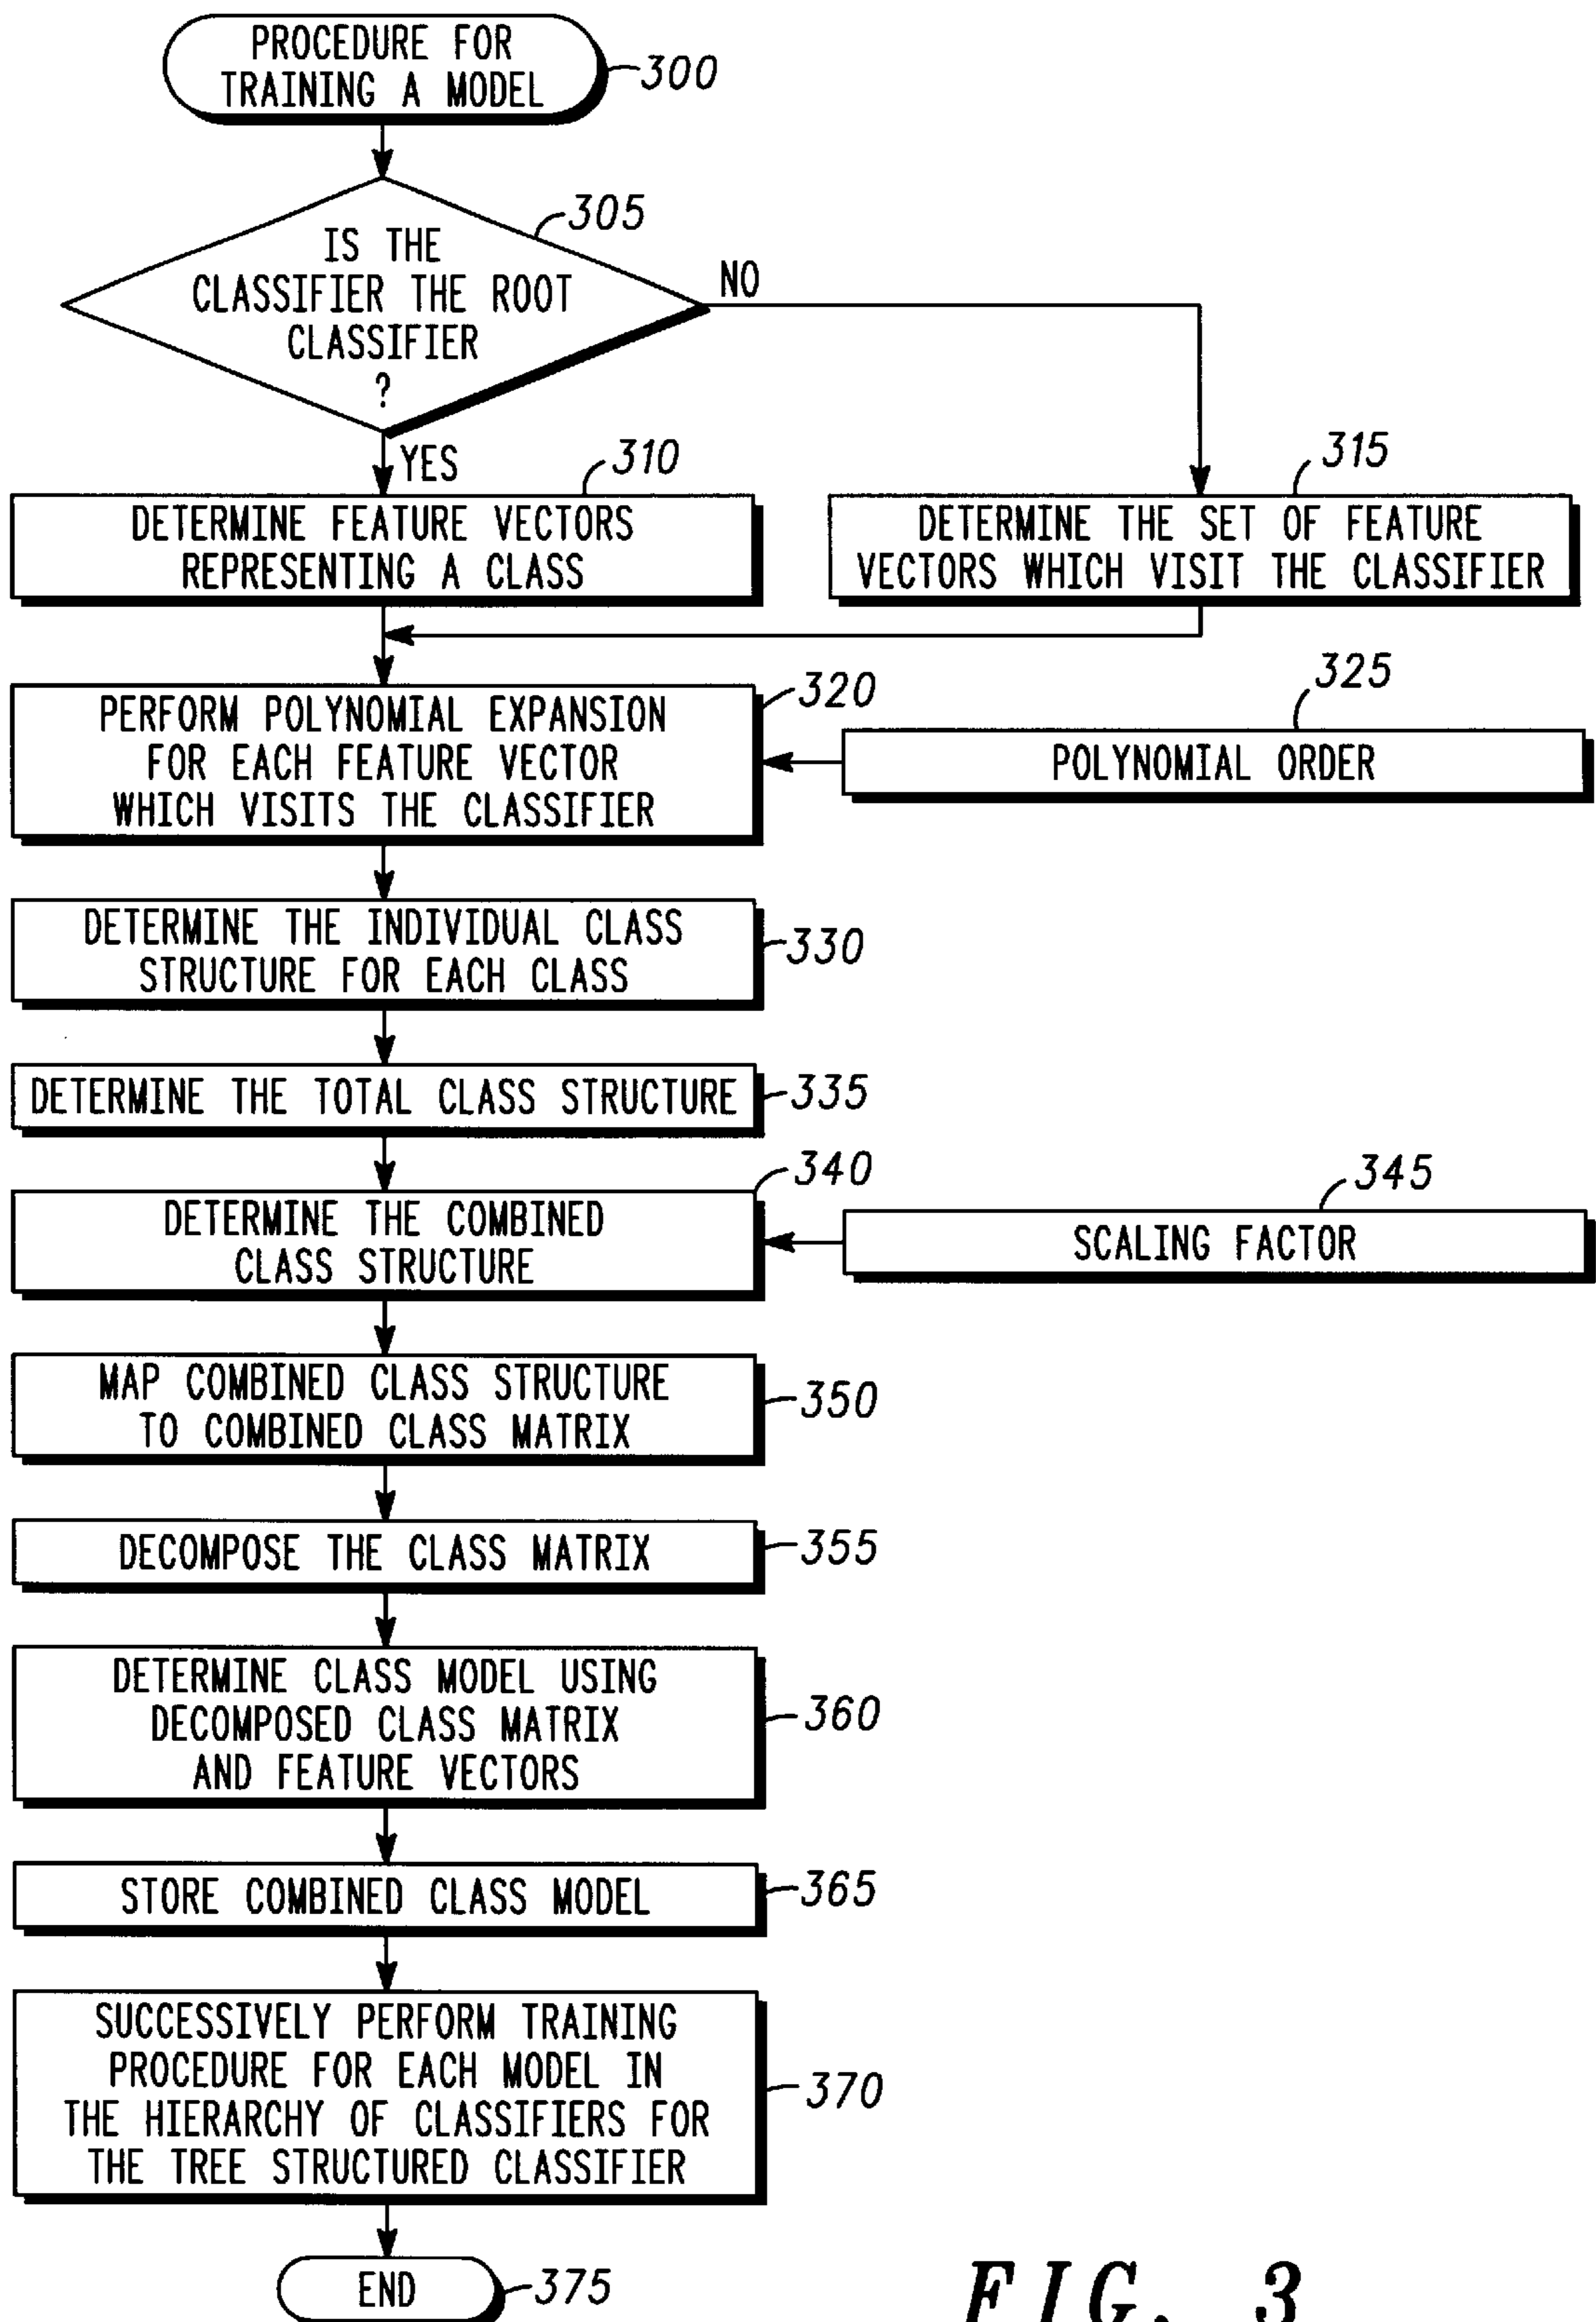 PROCEDURE FOR
TRAINING A MODEL
300
305
IS THE
CLASSIFIER THE ROOT
CLASSIFIER
?
NO
YES
310
315
DETERMINE FEATURE VECTORS
REPRESENTING A CLASS
DETERMINE THE SET OF FEATURE
VECTORS WHICH VISIT THE CLASSIFIER
320
325
PERFORM POLYNOMIAL EXPANSION
FOR EACH FEATURE VECTOR
WHICH VISITS THE CLASSIFIER
POLYNOMIAL ORDER
DETERMINE THE INDIVIDUAL CLASS
STRUCTURE FOR EACH CLASS
330
DETERMINE THE TOTAL CLASS STRUCTURE
335
340
345
DETERMINE THE COMBINED
CLASS STRUCTURE
SCALING FACTOR
MAP COMBINED CLASS STRUCTURE
TO COMBINED CLASS MATRIX
350
DECOMPOSE THE CLASS MATRIX
355
DETERMINE CLASS MODEL USING
DECOMPOSED CLASS MATRIX
AND FEATURE VECTORS
360
STORE COMBINED CLASS MODEL
365
SUCCESSIVELY PERFORM TRAINING
PROCEDURE FOR EACH MODEL IN
THE HIERARCHY OF CLASSIFIERS FOR
THE TREE STRUCTURED CLASSIFIER
370
END
375
FIG. 3